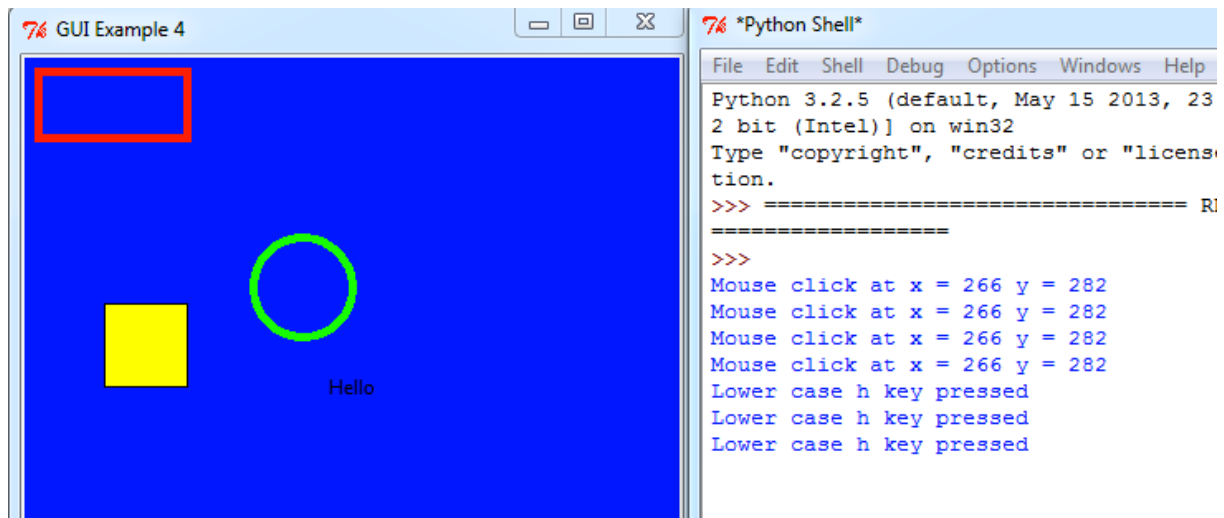 GUI Example 4
Hello
*Python Shell*
File Edit Shell Debug Options Windows Help
Python 3.2.5 (default, May 15 2013, 23
2 bit (Intel)] on win32
Type "copyright", "credits" or "license
tion.
>>> ================================ 
==================
>>>
Mouse click at x = 266 y = 282
Mouse click at x = 266 y = 282
Mouse click at x = 266 y = 282
Mouse click at x = 266 y = 282
Lower case h key pressed
Lower case h key pressed
Lower case h key pressed